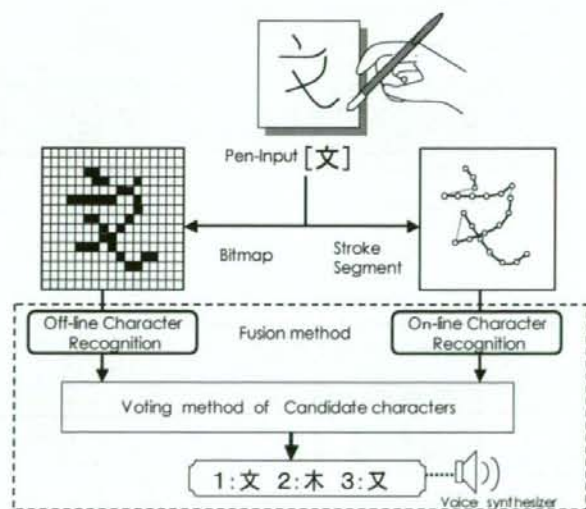 文
Pen-Input [文]
Bitmap
Stroke
Segment
Off-line Character
Recognition
Fusion method
On-line Character
Recognition
Voting method of Candidate characters
1:文 2:木 3:又
Voice synthesizer